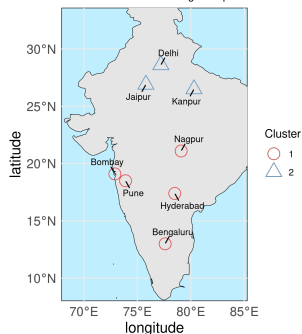 30°N
25°N
20°N
15°N
10°N
latitude
Delhi
Jaipur
Kanpur
Nagpur
Bombay
Pune
Hyderabad
Bengaluru
70°E
75°E
80°E
85°E
longitude
Cluster
1
2